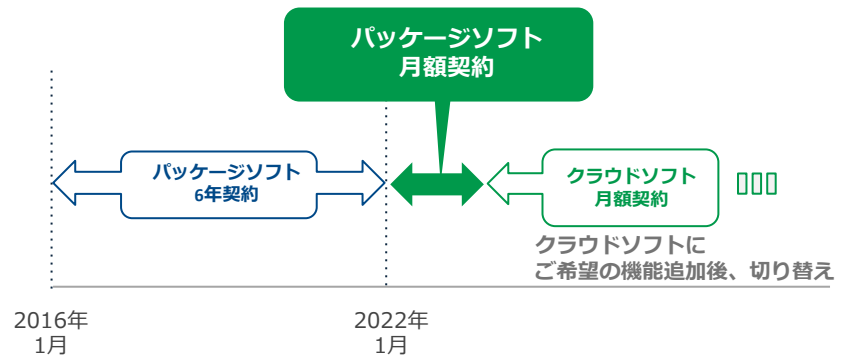 パッケージソフト
月額契約
パッケージソフト
6年契約
クラウドソフト
月額契約
クラウドソフトに
ご希望の機能追加後、切り替え
2016年
1月
2022年
1月